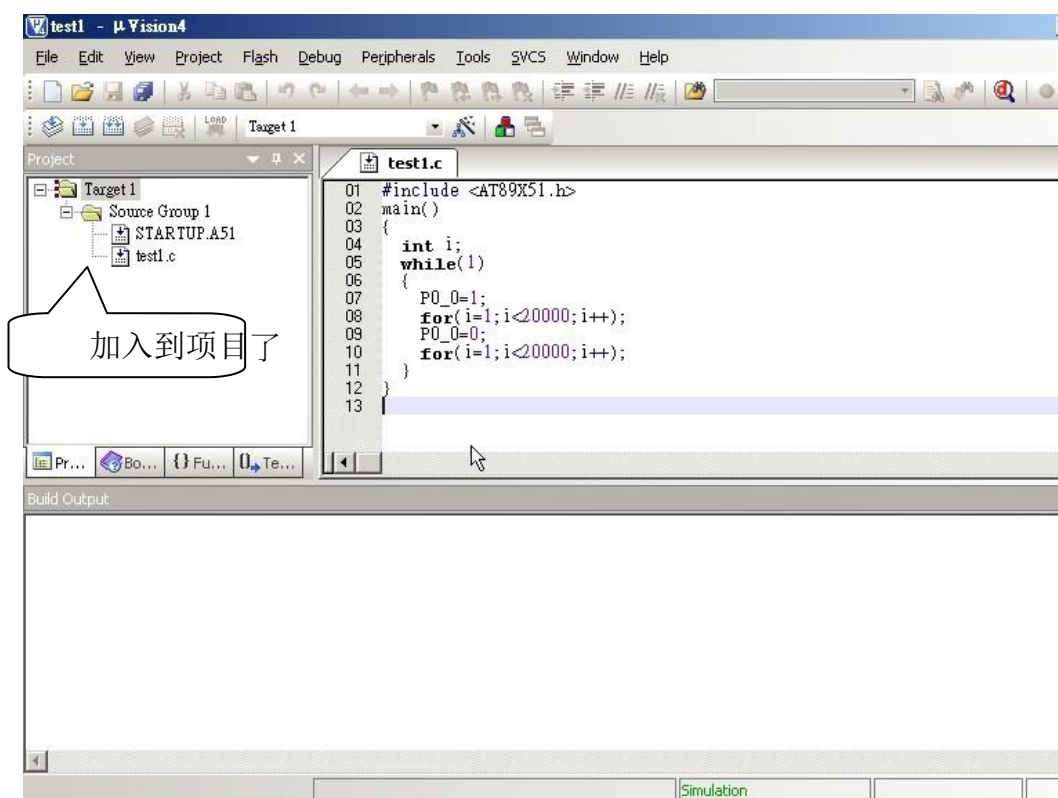 test1 - µVision4
File Edit View Project Flash Debug Peripherals Tools SVCS Window Help
LOAD Target 1
Project
Target 1
Source Group 1
STARTUP.A51
test1.c
加入到项目了
Pr... Bo... {} Fu... 0 Te...
test1.c
01 #include <AT89X51.h>
02 main()
03 {
04 int i;
05 while(1)
06 {
07 P0_0=1;
08 for(i=1;i<20000;i++);
09 P0_0=0;
10 for(i=1;i<20000;i++);
11 }
12 }
13
Build Output
Simulation